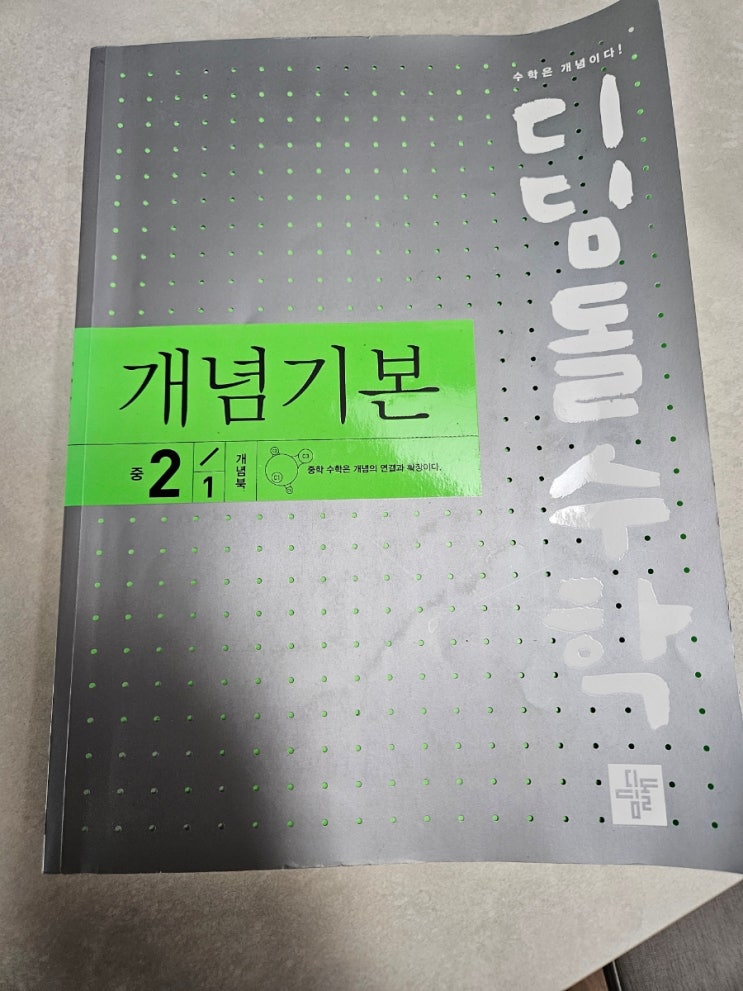 수학은 개념이다!
디딤돌수학
개념기본
중 2/1 개념북
중학 수학은 개념의 연결과 확장이다.
디딤돌